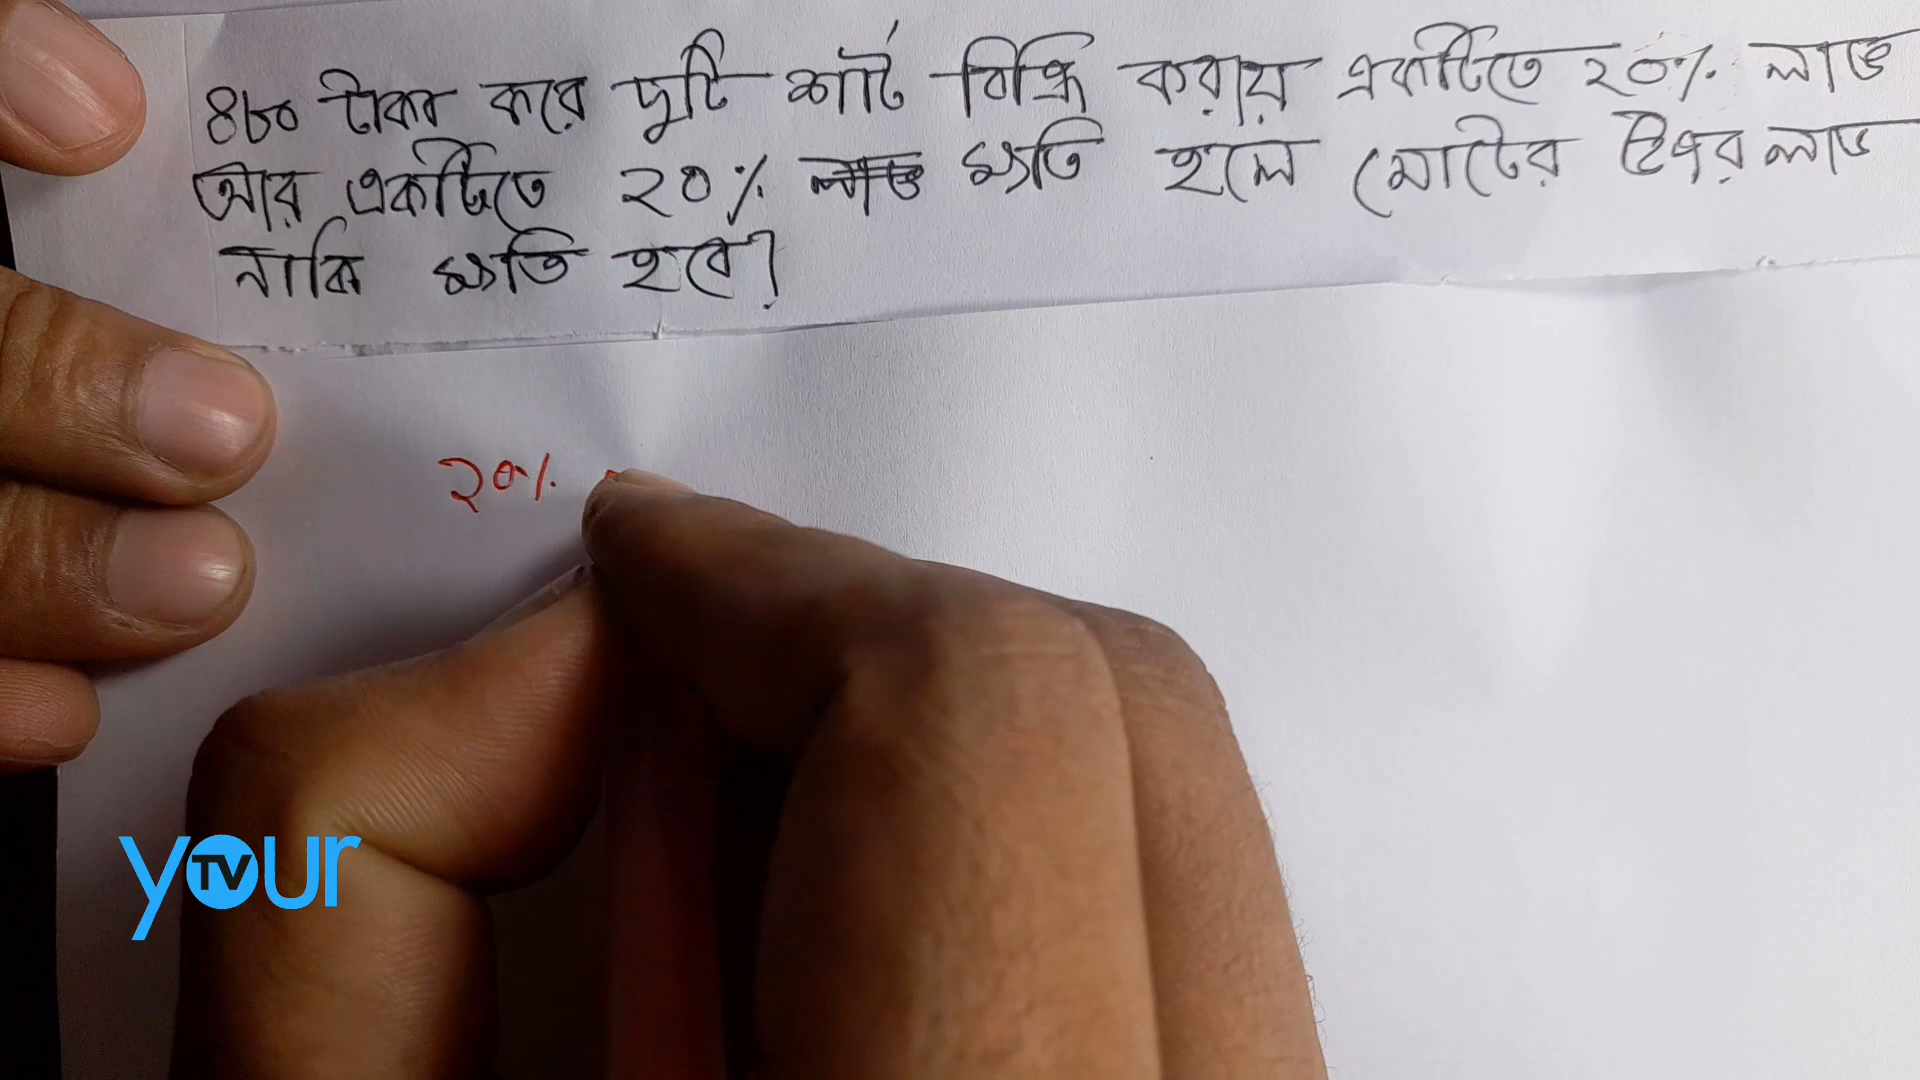 ৪৮০ টাকা করে দুটি শার্ট বিক্রি করায় একটিতে ২০% লাভ
আর একটিতে ২০% লাভ ক্ষতি হলে মোটের উপর লাভ
নাকি ক্ষতি হবে?
২০%
your
TV